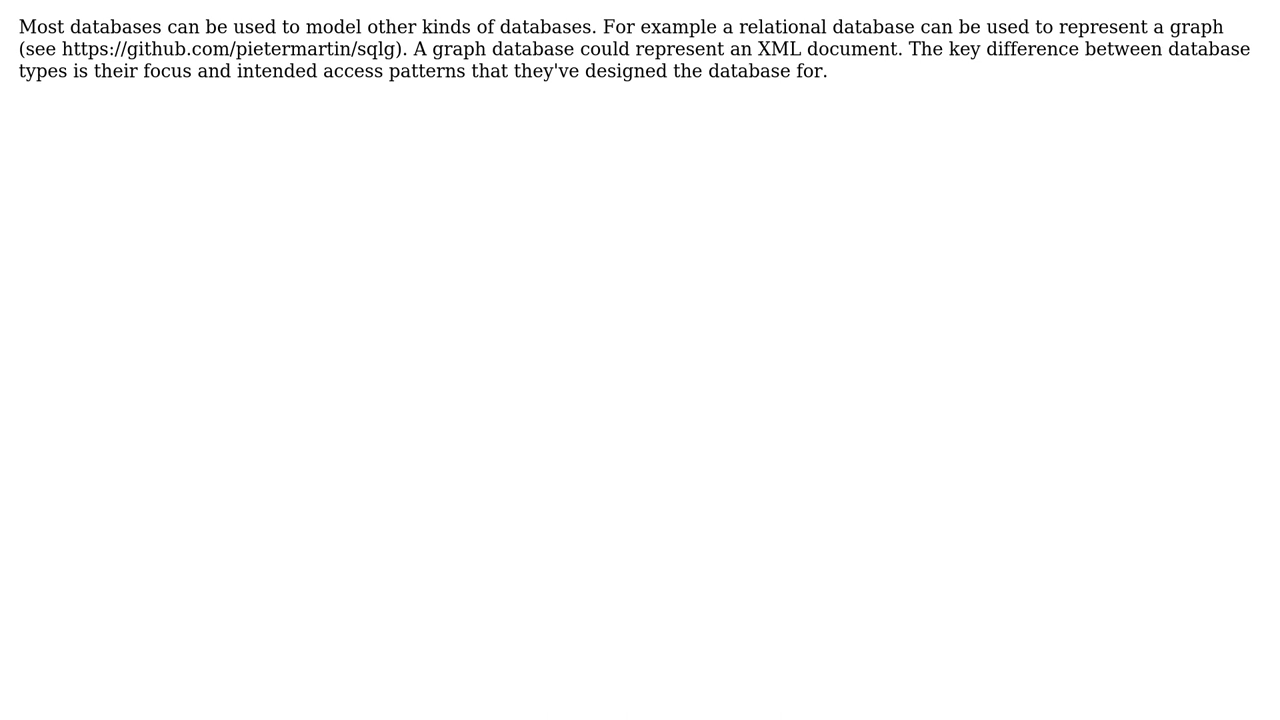 Most databases can be used to model other kinds of databases. For example a relational database can be used to represent a graph
(see https://github.com/pietermartin/sqlg). A graph database could represent an XML document. The key difference between database
types is their focus and intended access patterns that they've designed the database for.